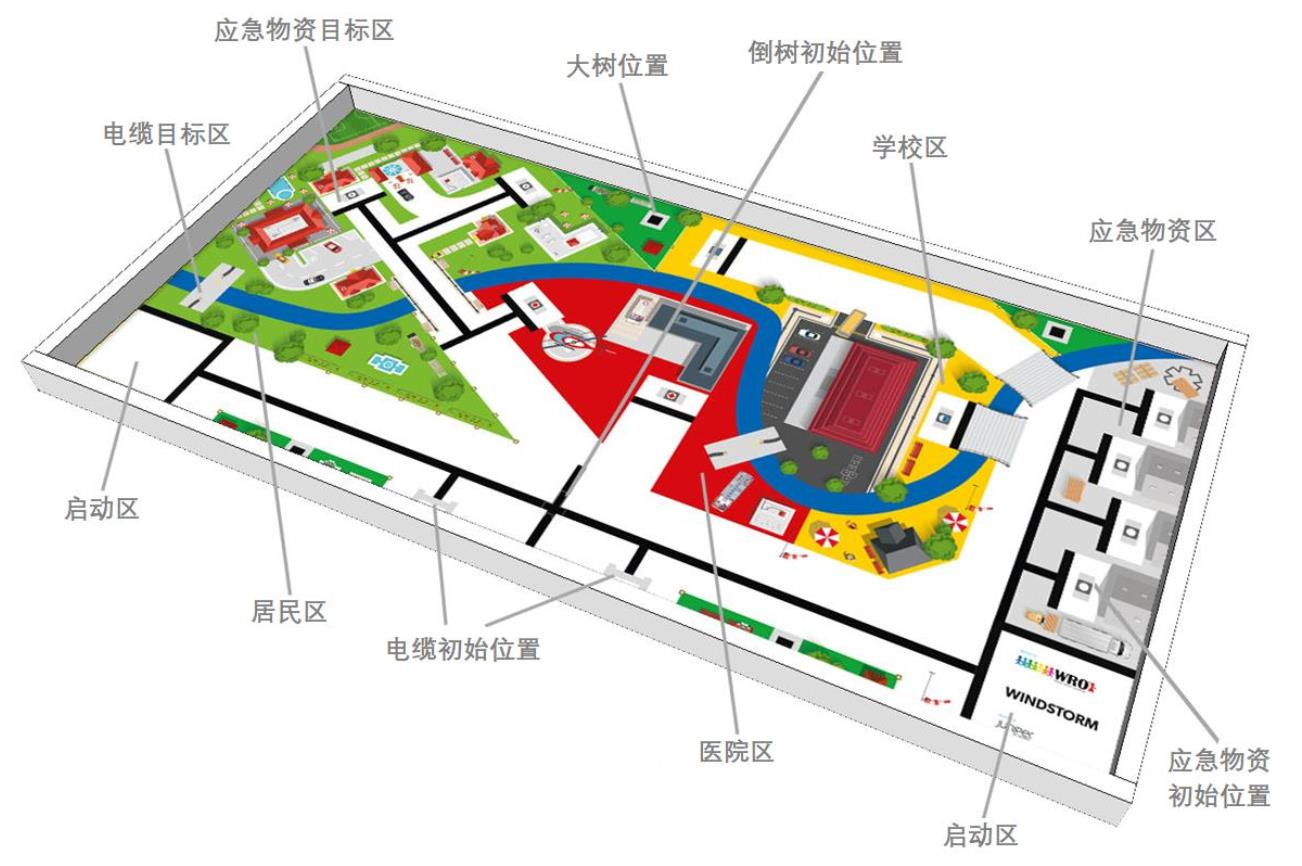 应急物资目标区
大树位置
倒树初始位置
电缆目标区
学校区
应急物资区
启动区
居民区
电缆初始位置
医院区
WRO
WINDSTORM
juniper
应急物资
初始位置
启动区